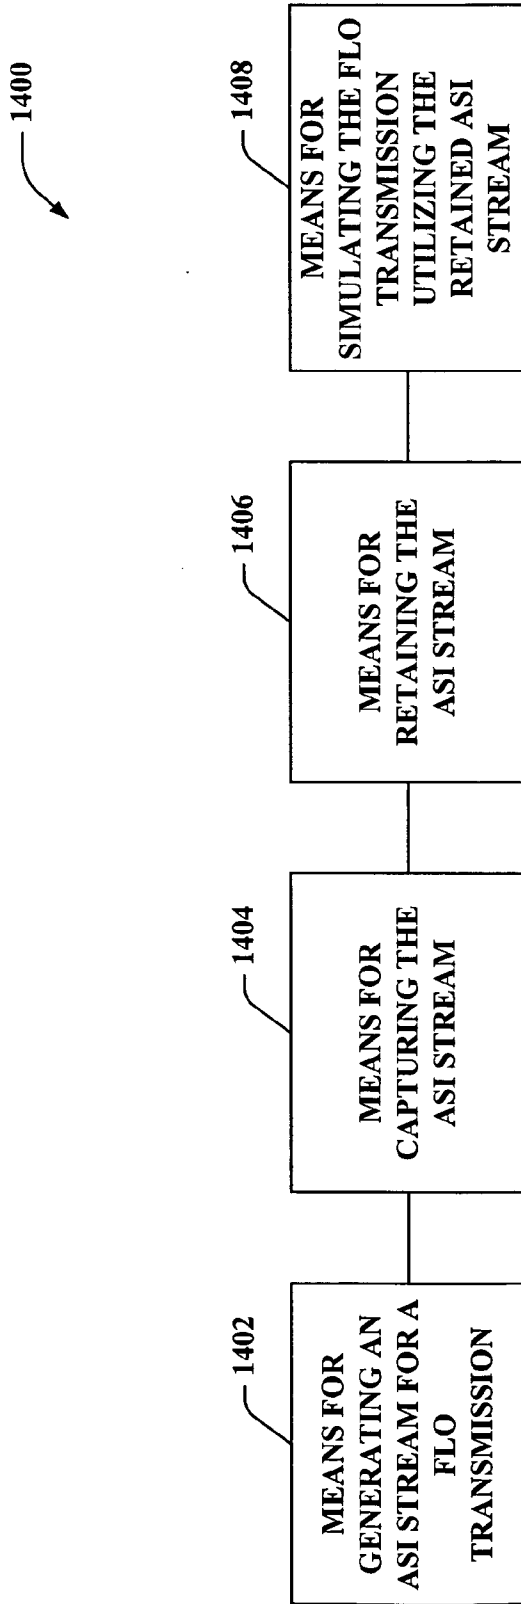 1400
1402
MEANS FOR
GENERATING AN
ASI STREAM FOR A
FLO
TRANSMISSION
1404
MEANS FOR
CAPTURING THE
ASI STREAM
1406
MEANS FOR
RETAINING THE
ASI STREAM
1408
MEANS FOR
SIMULATING THE FLO
TRANSMISSION
UTILIZING THE
RETAINED ASI
STREAM